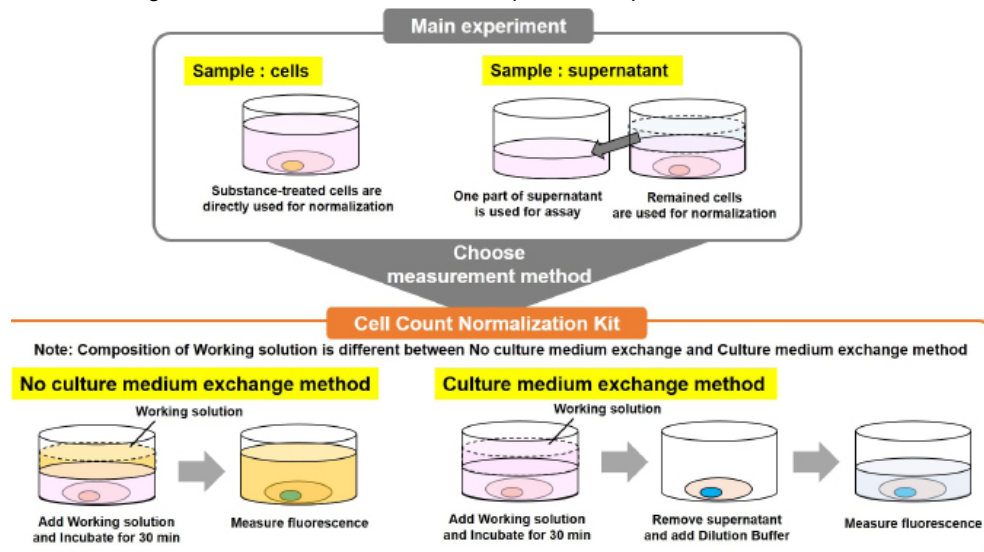 Main experiment
Sample : cells
Sample : supernatant
Substance-treated cells are
directly used for normalization
One part of supernatant
is used for assay
Remained cells
are used for normalization
Choose
measurement method
Cell Count Normalization Kit
Note: Composition of Working solution is different between No culture medium exchange and Culture medium exchange method
No culture medium exchange method
Working solution
Add Working solution
and Incubate for 30 min
Measure fluorescence
Culture medium exchange method
Working solution
Add Working solution
and Incubate for 30 min
Remove supernatant
and add Dilution Buffer
Measure fluorescence